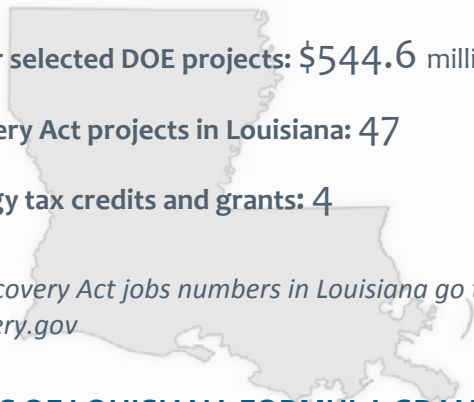 r selected DOE projects: $544.6 milli
ery Act projects in Louisiana: 47
gy tax credits and grants: 4
covery Act jobs numbers in Louisiana go t
ery.gov